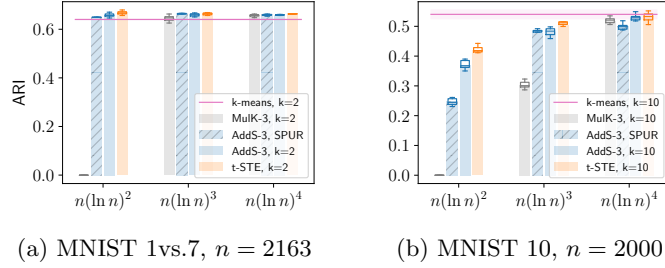 ARI
0.6
0.4
0.2
0.0
k-means, k=2
MulK-3, k=2
AddS-3, SPUR
AddS-3, k=2
t-STE, k=2
n(ln n)² n(ln n)³ n(ln n)⁴
(a) MNIST 1vs.7, n = 2163
0.5
0.4
0.3
0.2
0.1
0.0
k-means, k=10
MulK-3, k=10
AddS-3, SPUR
AddS-3, k=10
t-STE, k=10
n(ln n)² n(ln n)³ n(ln n)⁴
(b) MNIST 10, n = 2000